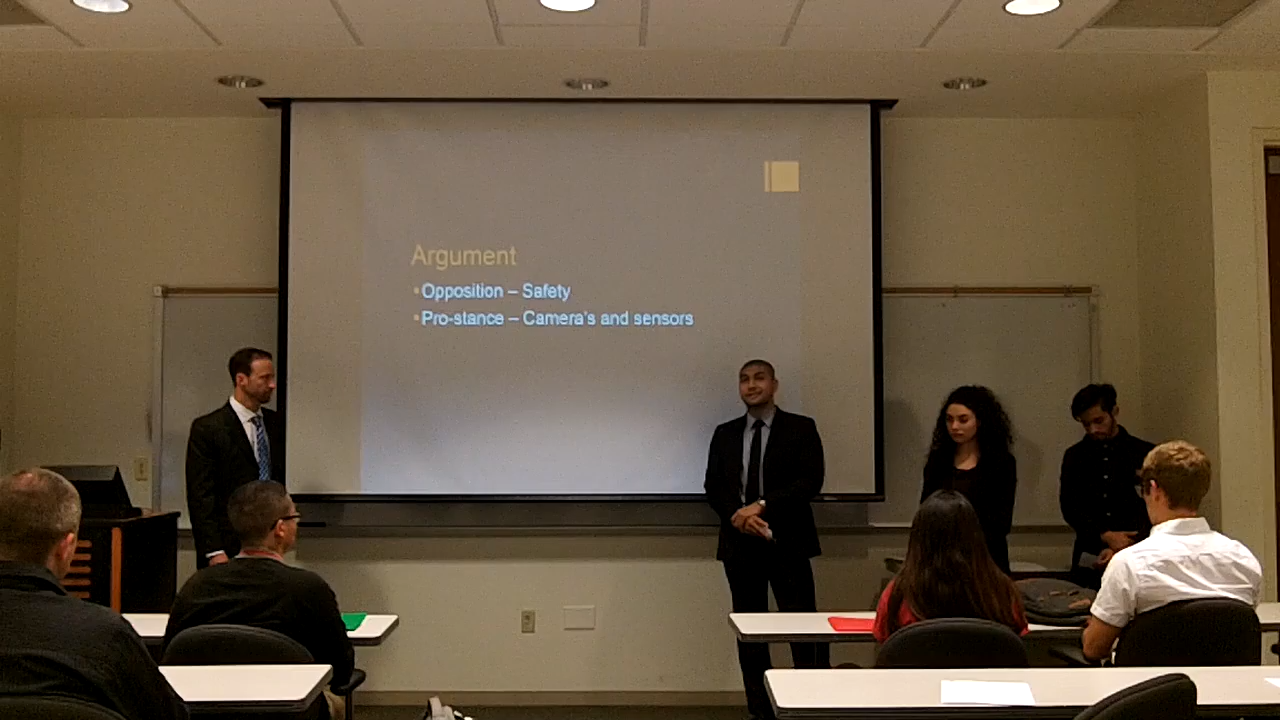 Argument
•Opposition – Safety
•Pro-stance – Camera's and sensors